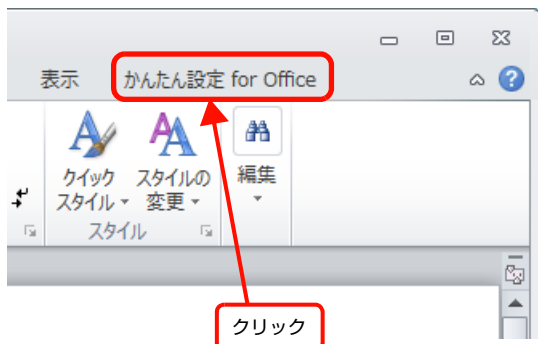 表示 かんたん設定 for Office
クイック スタイルの 編集
スタイル 変更
スタイル
クリック